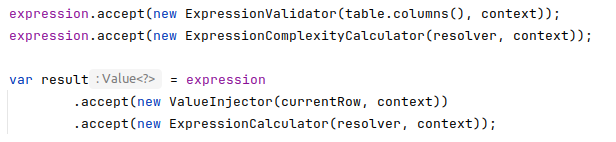 expression.accept(new ExpressionValidator(table.columns(), context));
expression.accept(new ExpressionComplexityCalculator(resolver, context));
var result : Value<?> = expression
.accept(new ValueInjector(currentRow, context))
.accept(new ExpressionCalculator(resolver, context));